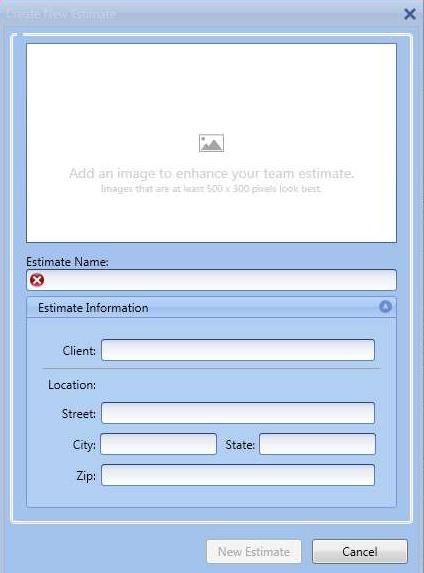 Create New Estimate
Add an image to enhance your team estimate.
Images that are at least 500 x 300 pixels look best.
Estimate Name:
Estimate Information
Client:
Location:
Street:
City: State:
Zip:
New Estimate Cancel